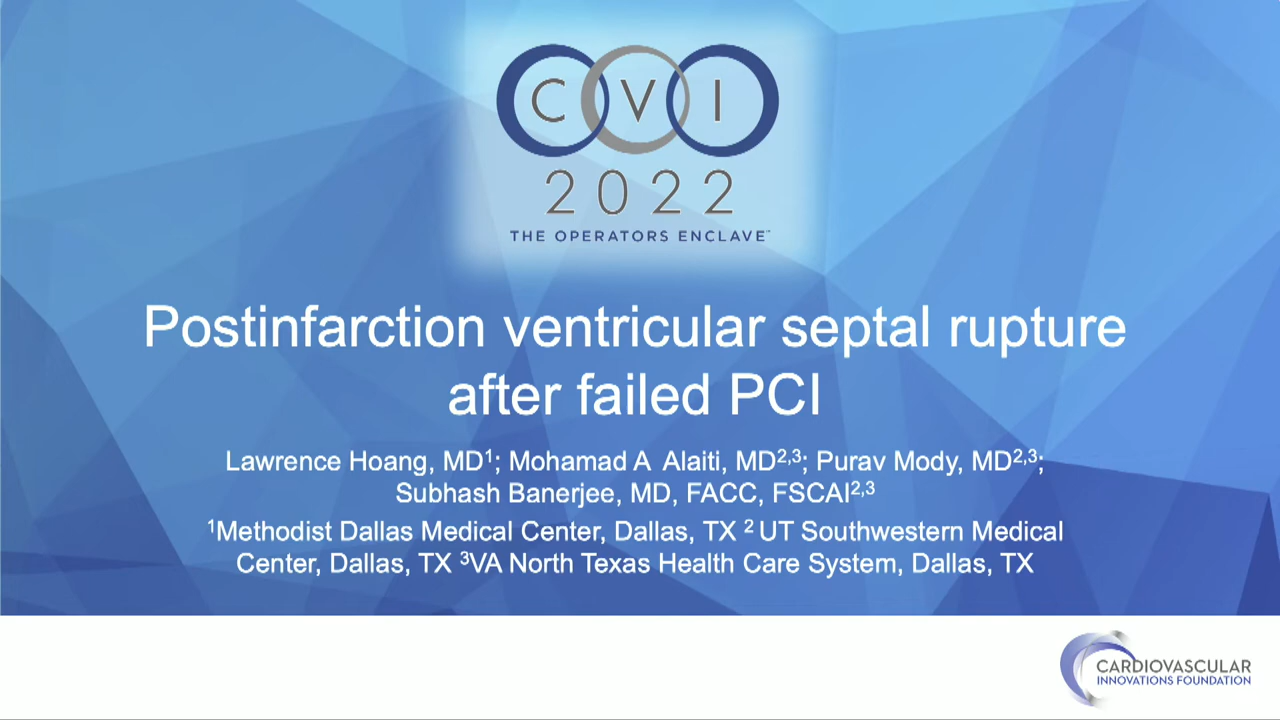 C V I
2022
THE OPERATORS ENCLAVE™
Postinfarction ventricular septal rupture
after failed PCI
Lawrence Hoang, MD¹; Mohamad A Alaiti, MD²,³; Purav Mody, MD²,³;
Subhash Banerjee, MD, FACC, FSCAI²,³
¹Methodist Dallas Medical Center, Dallas, TX ² UT Southwestern Medical
Center, Dallas, TX ³VA North Texas Health Care System, Dallas, TX
CARDIOVASCULAR
INNOVATIONS FOUNDATION